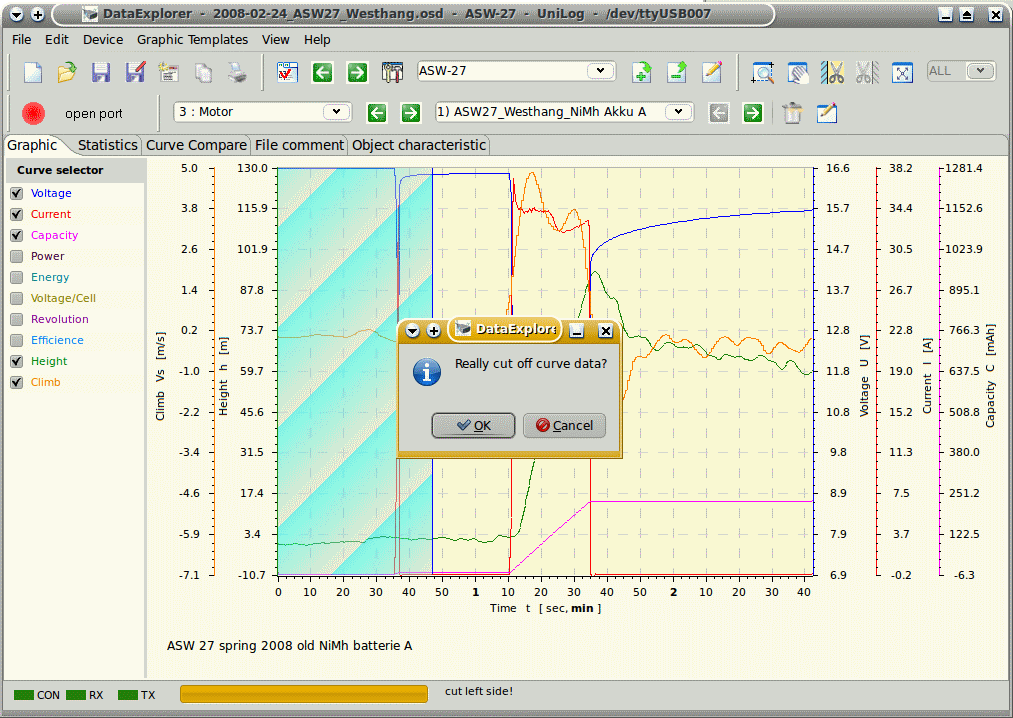 DataExplorer - 2008-02-24_ASW27_Westhang.osd - ASW-27 - UniLog - /dev/ttyUSB007
File Edit Device Graphic Templates View Help
ASW-27 ALL
open port 3 : Motor 1) ASW27_Westhang_NiMh Akku A
Graphic Statistics Curve Compare File comment Object characteristic
Curve selector
Voltage
Current
Capacity
Power
Energy
Voltage/Cell
Revolution
Efficience
Height
Climb
5.0 130.0 16.6 38.2 1281.4
3.8 115.9 15.7 34.4 1152.6
2.6 101.9 14.7 30.5 1023.9
1.4 87.8 13.7 26.7 895.1
0.2 73.7 12.8 22.8 766.3
-1.0 59.7 11.8 19.0 637.5
-2.2 45.6 10.8 15.2 508.8
-3.4 31.5 9.8 11.3 380.0
-4.6 17.4 8.9 7.5 251.2
-5.9 3.4 7.9 3.7 122.5
-7.1 -10.7 6.9 -0.2 -6.3
Climb Vs [m/s]
Height h [m]
Voltage U [V]
Current I [A]
Capacity C [mAh]
DataExplore
Really cut off curve data?
OK Cancel
0 10 20 30 40 50 1 10 20 30 40 50 2 10 20 30 40
Time t [ sec, min ]
ASW 27 spring 2008 old NiMh batterie A
CON RX TX cut left side!